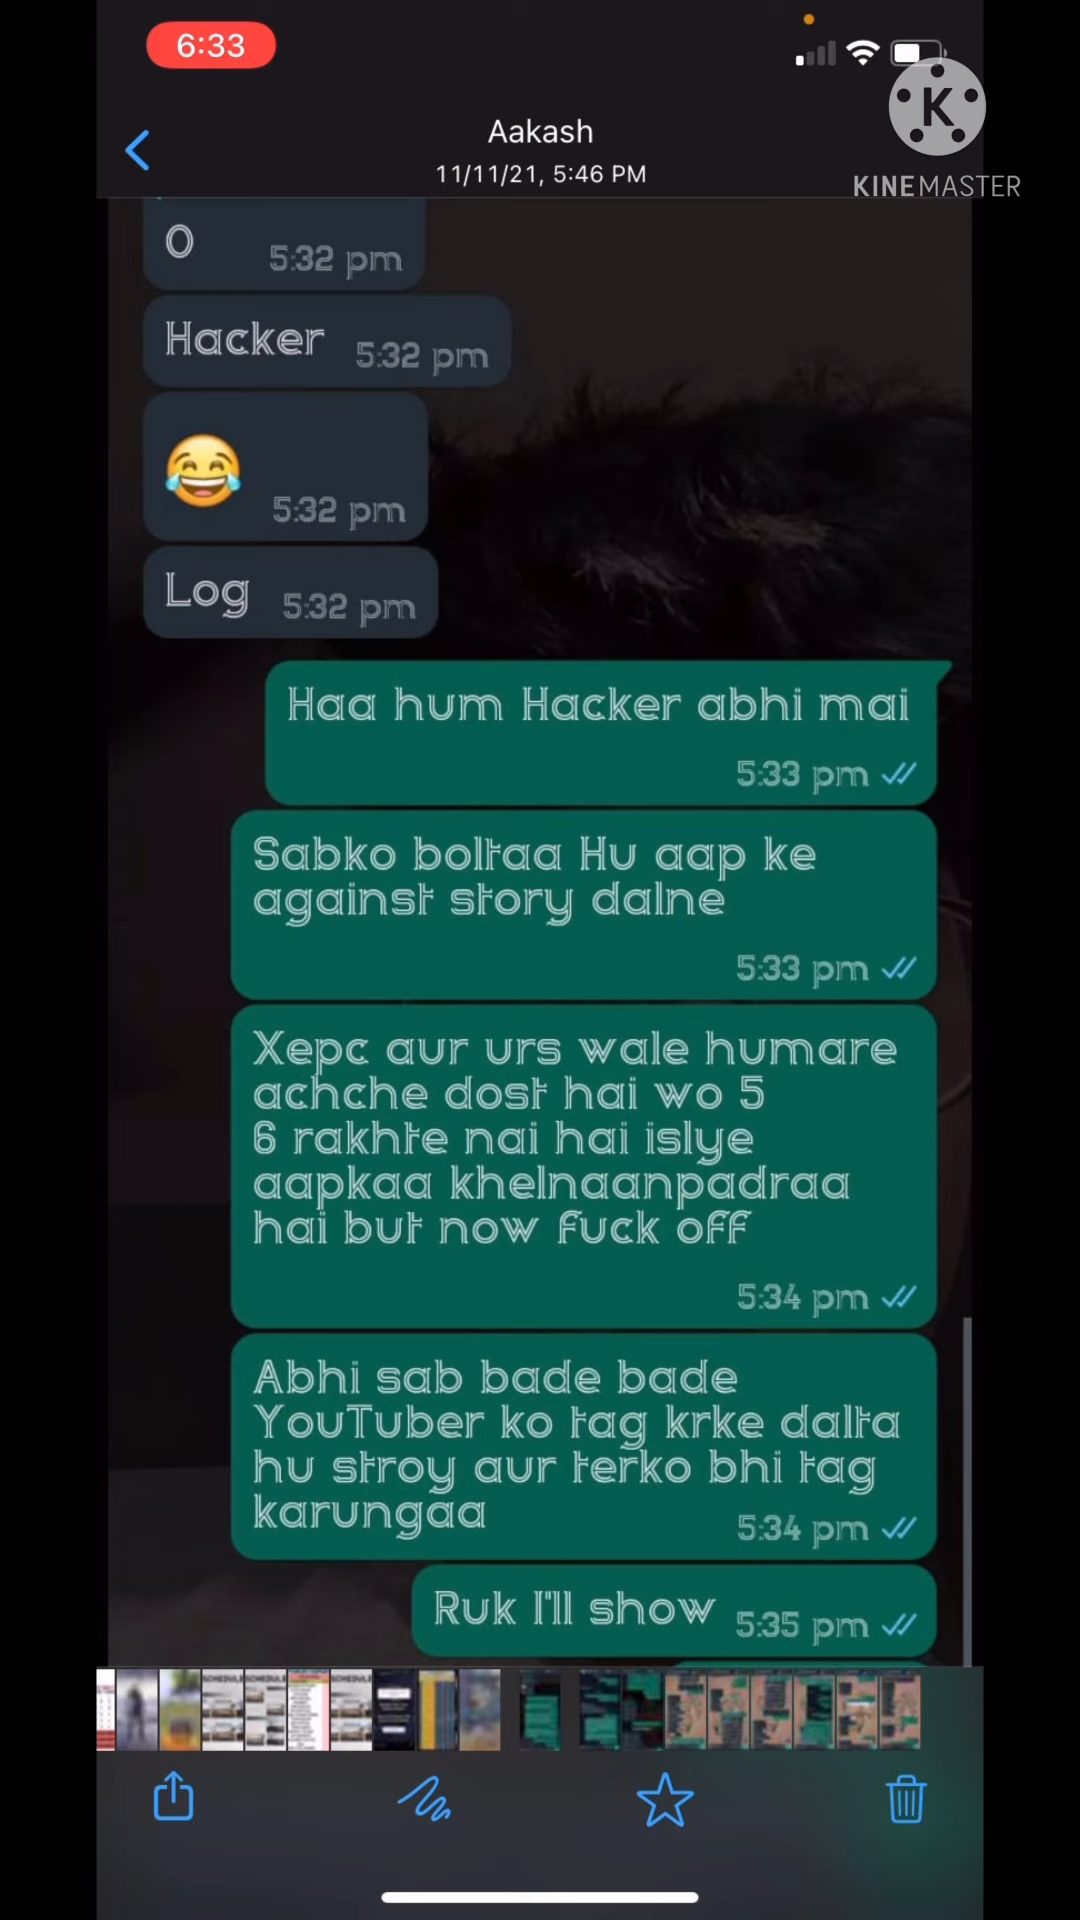 6:33
Aakash
11/11/21, 5:46 PM
K
KINEMASTER
O 5:32 pm
Hacker 5:32 pm
😂 5:32 pm
Log 5:32 pm
Haa hum Hacker abhi mai
5:33 pm
Sabko boltaa Hu aap ke
against story dalne
5:33 pm
Xepc aur urs wale humare
achche dost hai wo 5
6 rakhte nai hai islye
aapkaa khelnaanpadraa
hai but now fuck off
5:34 pm
Abhi sab bade bade
YouTuber ko tag krke dalta
hu stroy aur terko bhi tag
karungaa 5:34 pm
Ruk I'll show 5:35 pm
SCHEDULE
SCHEDULE
SCHEDULE